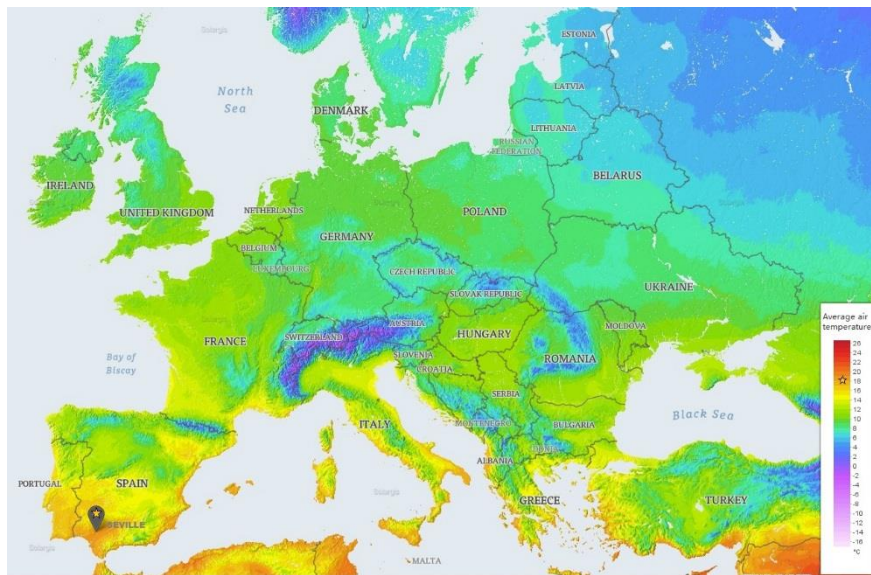 Solargis
ESTONIA
North
Sea
LATVIA
DENMARK
LITHUANIA
RUSSIAN
FEDERATION
BELARUS
IRELAND
UNITED KINGDOM
NETHERLANDS
POLAND
GERMANY
BELGIUM
LUXEMBOURG
CZECH REPUBLIC
UKRAINE
SLOVAK REPUBLIC
AUSTRIA
SWITZERLAND
HUNGARY
MOLDOVA
FRANCE
SLOVENIA
ROMANIA
CROATIA
Bay of
Biscay
SERBIA
Black Sea
ITALY
MONTENEGRO
BULGARIA
ALBANIA
PORTUGAL
SPAIN
GREECE
TURKEY
SEVILLE
Solargis
Solargis
MALTA
Average air
temperature
26
24
22
20
18
16
14
12
10
8
6
4
2
0
-2
-4
-6
-8
-10
-12
-14
-16
°C